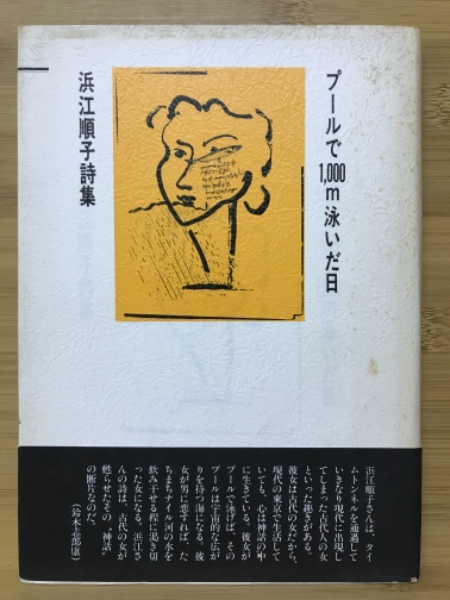 プールで1,000m泳いだ日
浜江順子詩集
浜江順子さんは、タイ
ムトンネルを通過して
いきなり現代に出現し
てしまった古代人の女
といった趣きがある。
彼女は古代の女だから、
現代の東京で生活して
いても、心は神話の中
に生きている。彼女が
プールで泳げば、その
プールは宇宙的な広が
りを持つ海になる。彼
女が男に恋すれば、た
ちまちナイル河の水を
飲み干せる程に渇き切
った女になる。浜江さ
んの詩は、古代の女が
甦らせたその“神話”
の断片なのだ。
（鈴木志郎康）